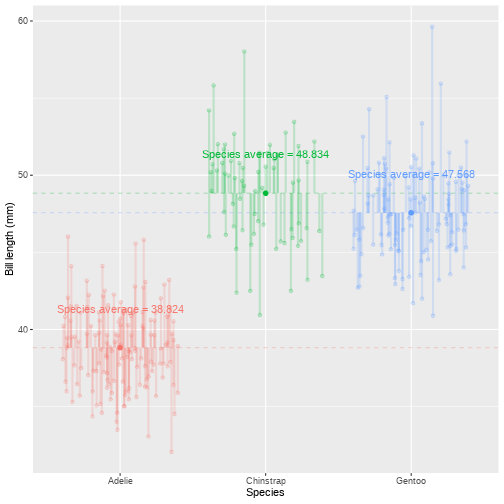 60
Species average = 48.834
Species average = 47.568
50
Species average = 38.824
40
Bill length (mm)
Adelie
Chinstrap
Gentoo
Species